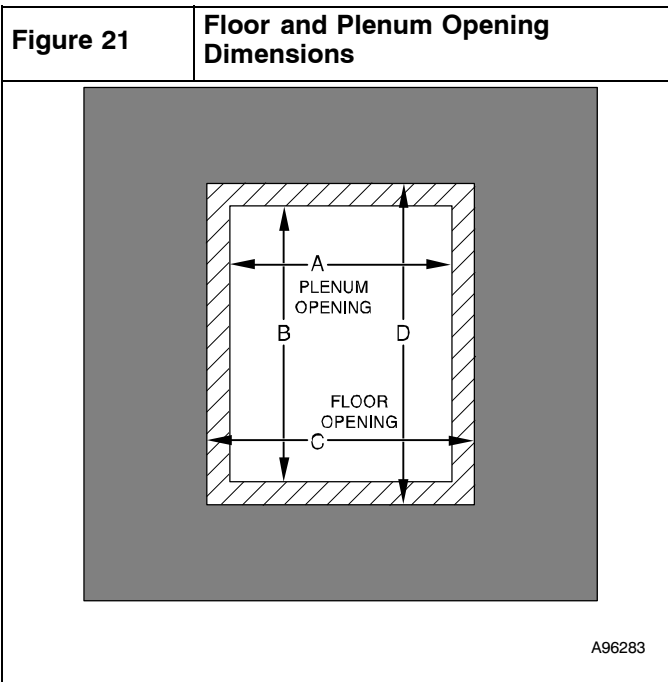 Figure 21
Floor and Plenum Opening
Dimensions
A
PLENUM
OPENING
B
D
FLOOR
OPENING
C
A96283